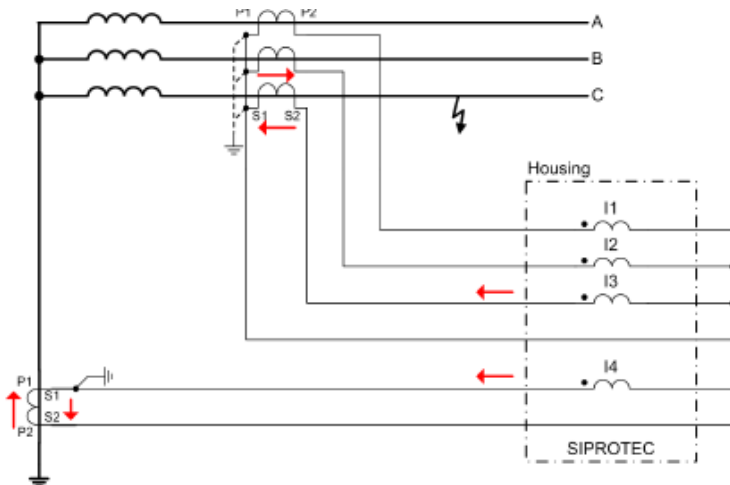 P1 P2
A
B
C
S1 S2
Housing
I1
I2
I3
P1
S1
I4
S2
P2
SIPROTEC